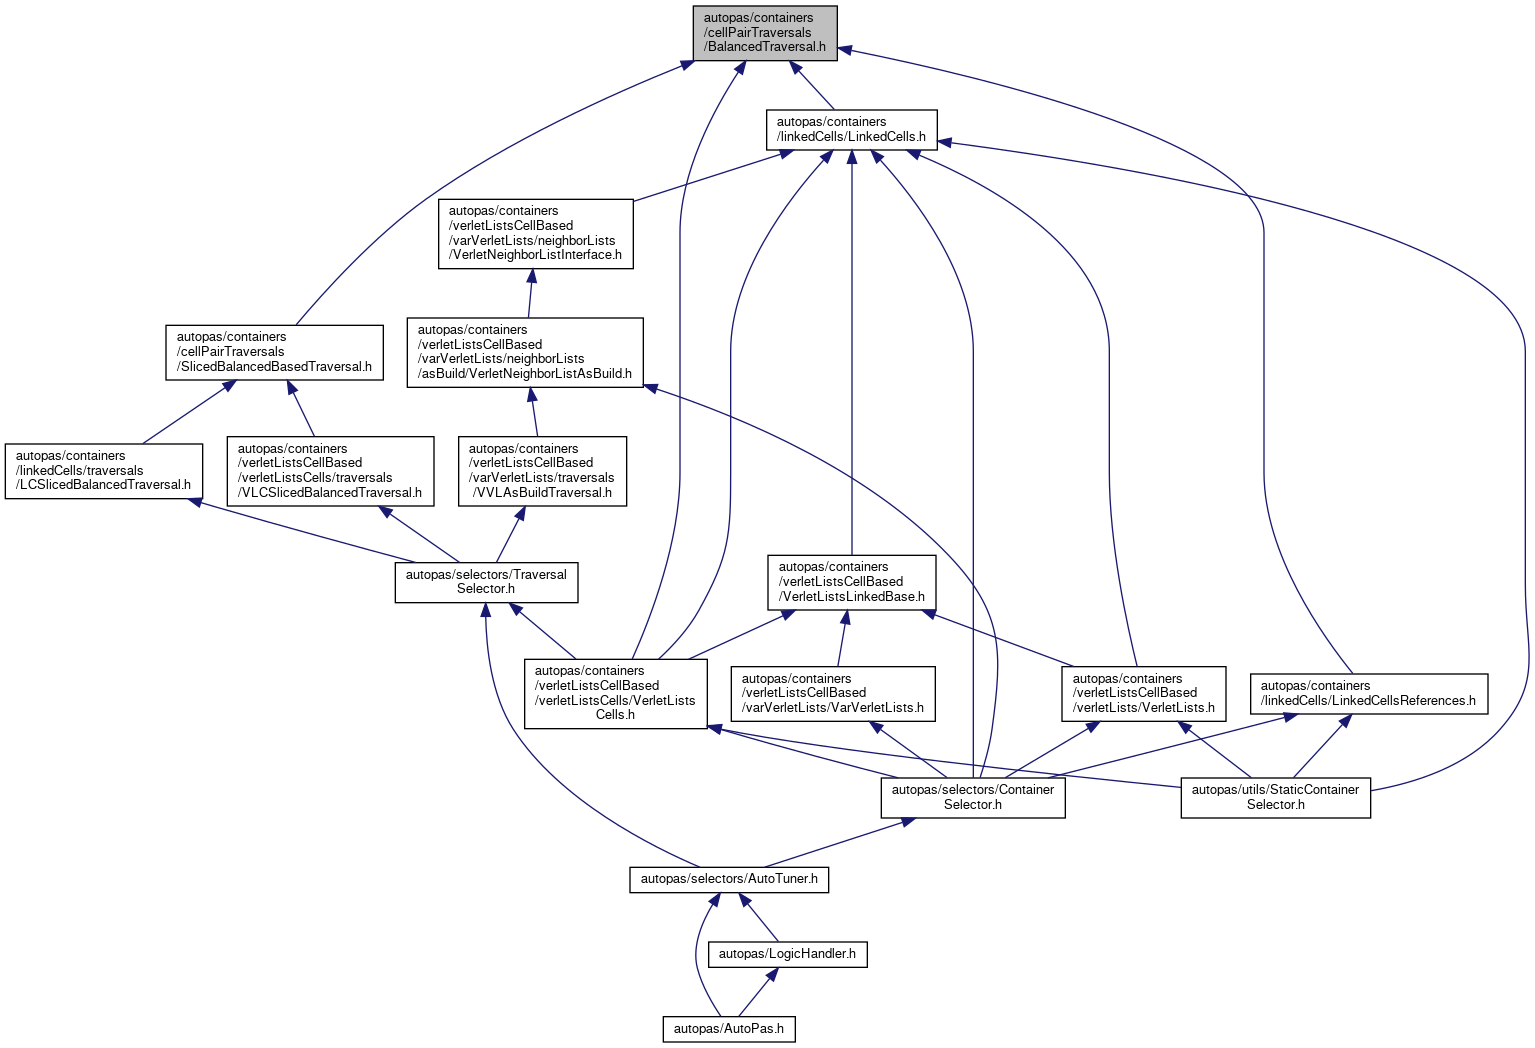 autopas/containers
/cellPairTraversals
/BalancedTraversal.h
autopas/containers
/linkedCells/LinkedCells.h
autopas/containers
/verletListsCellBased
/varVerletLists/neighborLists
/VerletNeighborListInterface.h
autopas/containers
/cellPairTraversals
/SlicedBalancedBasedTraversal.h
autopas/containers
/verletListsCellBased
/varVerletLists/neighborLists
/asBuild/VerletNeighborListAsBuild.h
autopas/containers
/linkedCells/traversals
/LCSlicedBalancedTraversal.h
autopas/containers
/verletListsCellBased
/verletListsCells/traversals
/VLCSlicedBalancedTraversal.h
autopas/containers
/verletListsCellBased
/varVerletLists/traversals
/VVLAsBuildTraversal.h
autopas/selectors/Traversal
Selector.h
autopas/containers
/verletListsCellBased
/VerletListsLinkedBase.h
autopas/containers
/verletListsCellBased
/verletListsCells/VerletLists
Cells.h
autopas/containers
/verletListsCellBased
/varVerletLists/VarVerletLists.h
autopas/containers
/verletListsCellBased
/verletLists/VerletLists.h
autopas/containers
/linkedCells/LinkedCellsReferences.h
autopas/selectors/Container
Selector.h
autopas/utils/StaticContainer
Selector.h
autopas/selectors/AutoTuner.h
autopas/LogicHandler.h
autopas/AutoPas.h